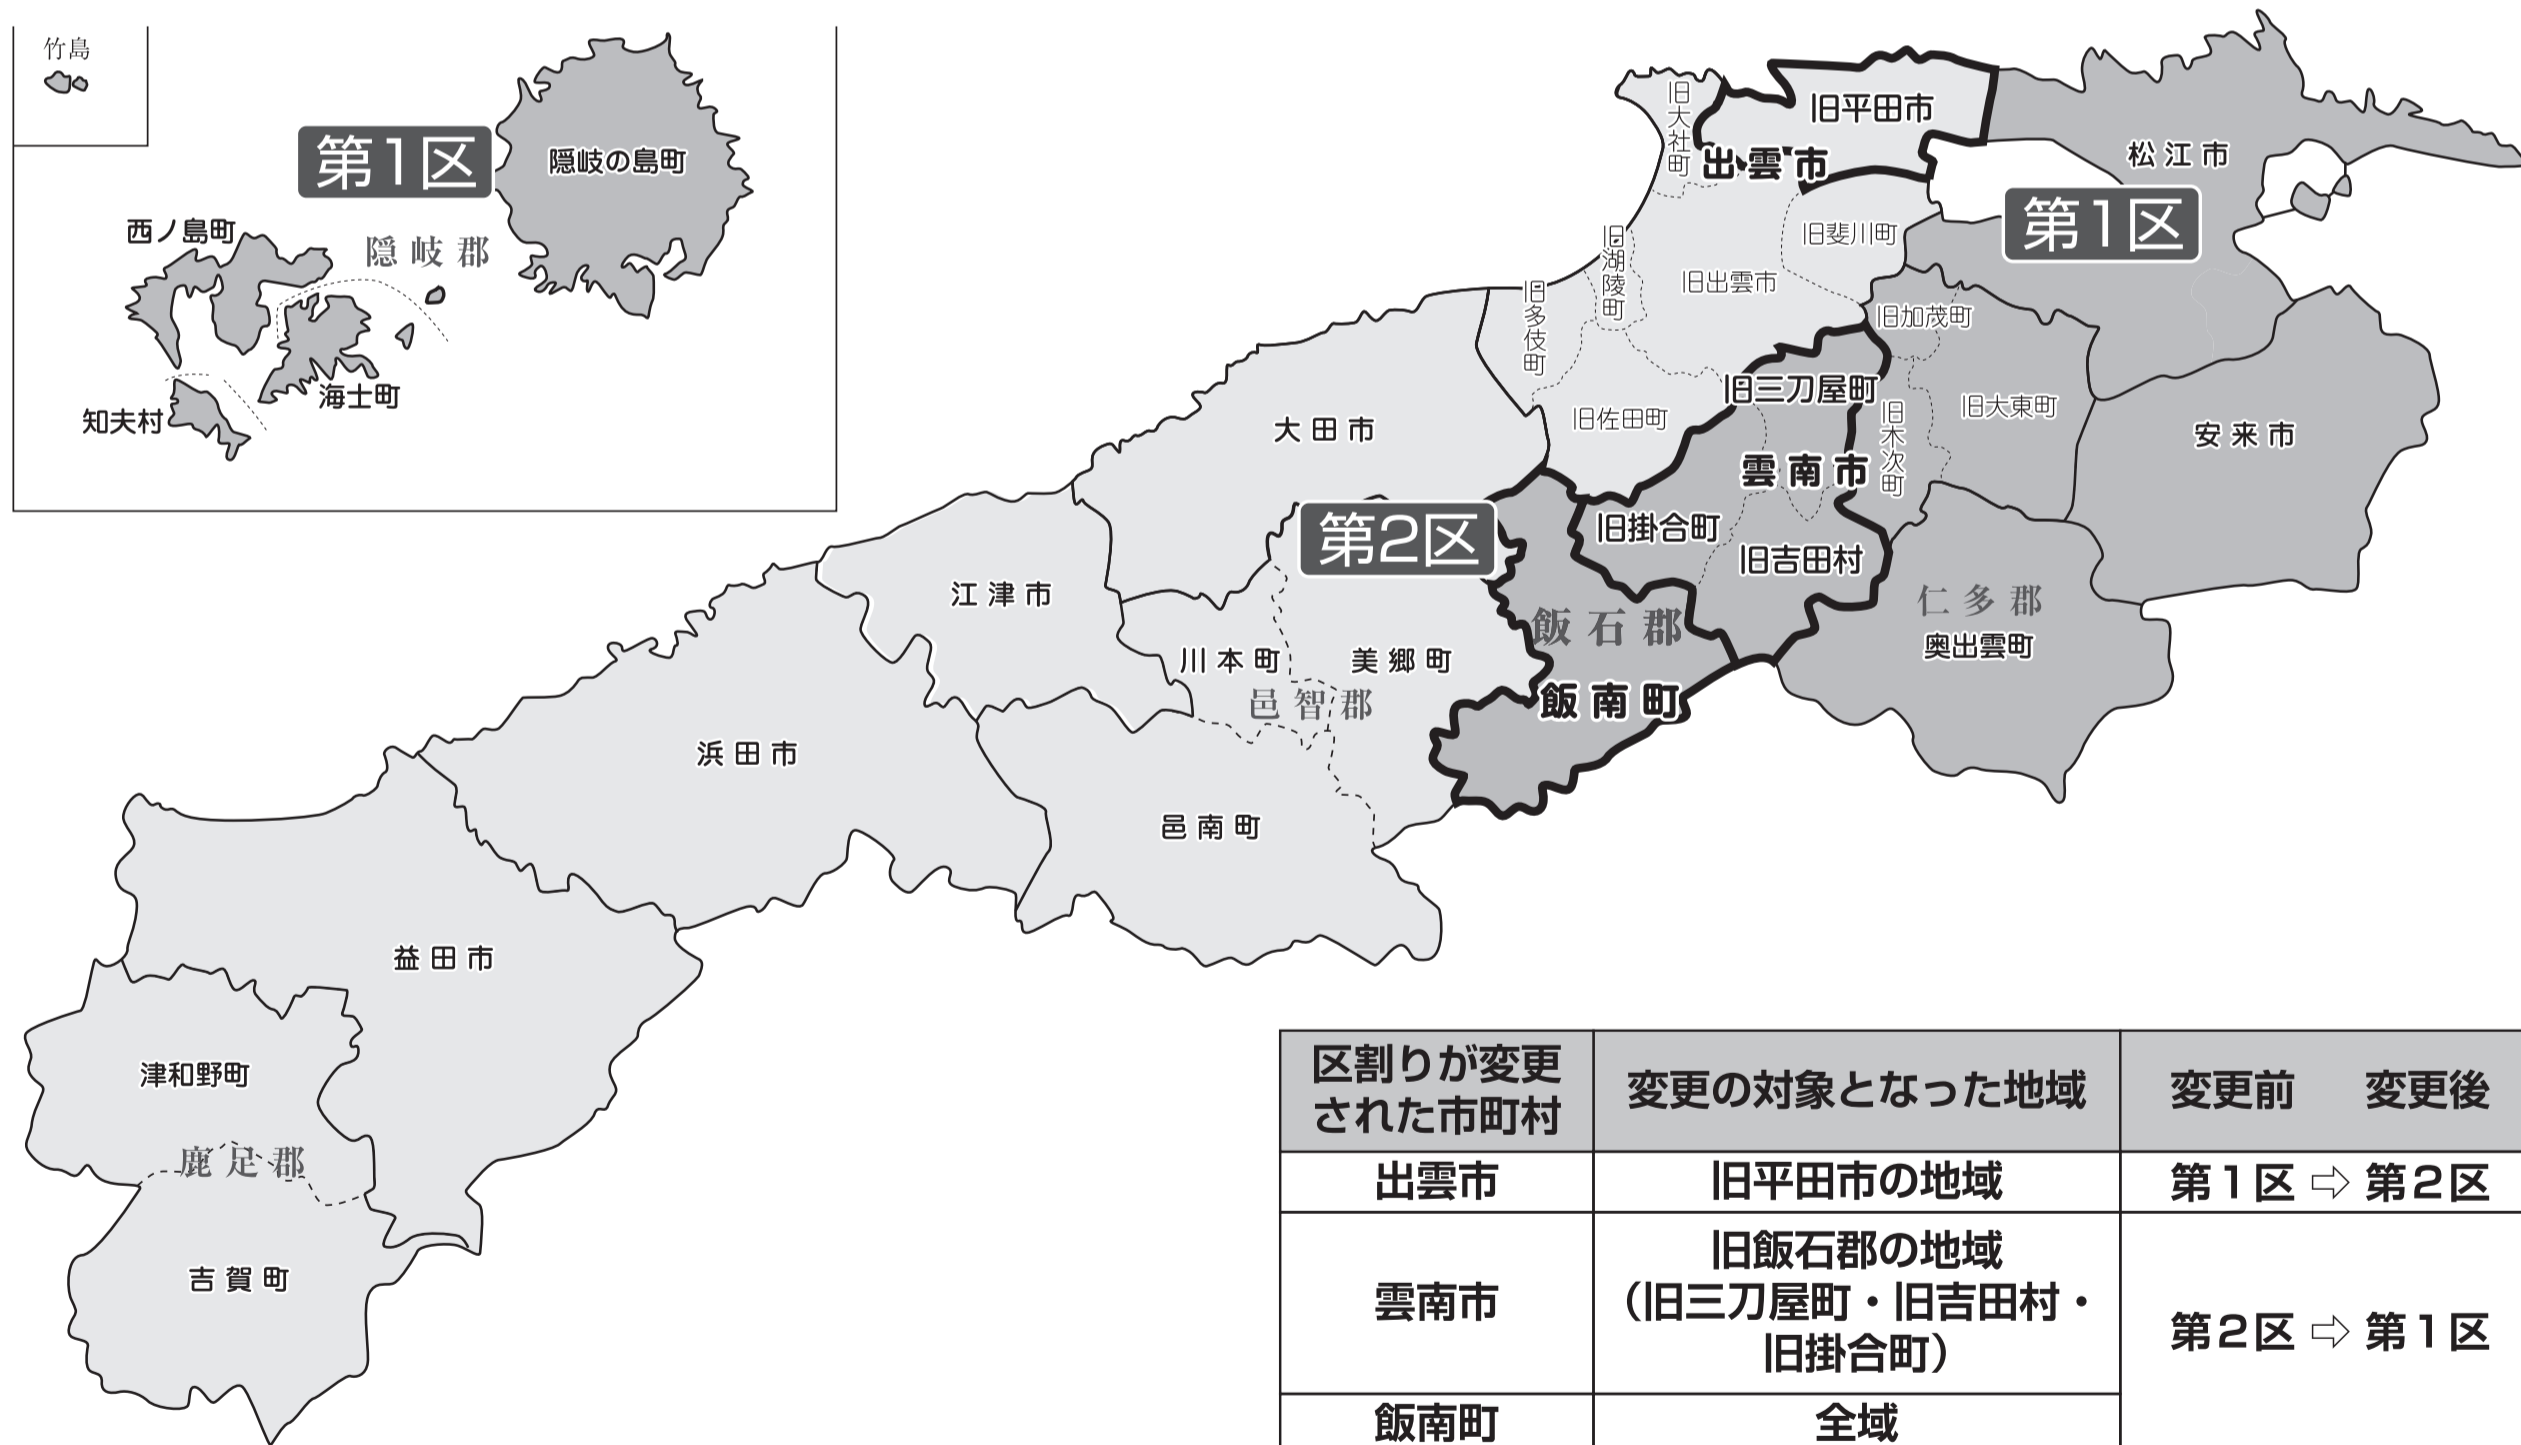 竹島
第1区
隠岐の島町
西ノ島町
隠岐郡
海士町
知夫村
旧大社町
旧平田市
出雲市
松江市
第1区
旧斐川町
旧湖陵町
旧出雲市
旧多伎町
旧加茂町
旧三刀屋町
旧佐田町
旧木次町
旧大東町
大田市
雲南市
安来市
第2区
旧掛合町
旧吉田村
江津市
飯石郡
仁多郡
奥出雲町
川本町
美郷町
邑智郡
飯南町
浜田市
邑南町
益田市
津和野町
鹿足郡
吉賀町
区割りが変更
された市町村
変更の対象となった地域
変更前 変更後
出雲市
旧平田市の地域
第1区⇨第2区
雲南市
旧飯石郡の地域
(旧三刀屋町・旧吉田村・
旧掛合町)
第2区⇨第1区
飯南町
全域